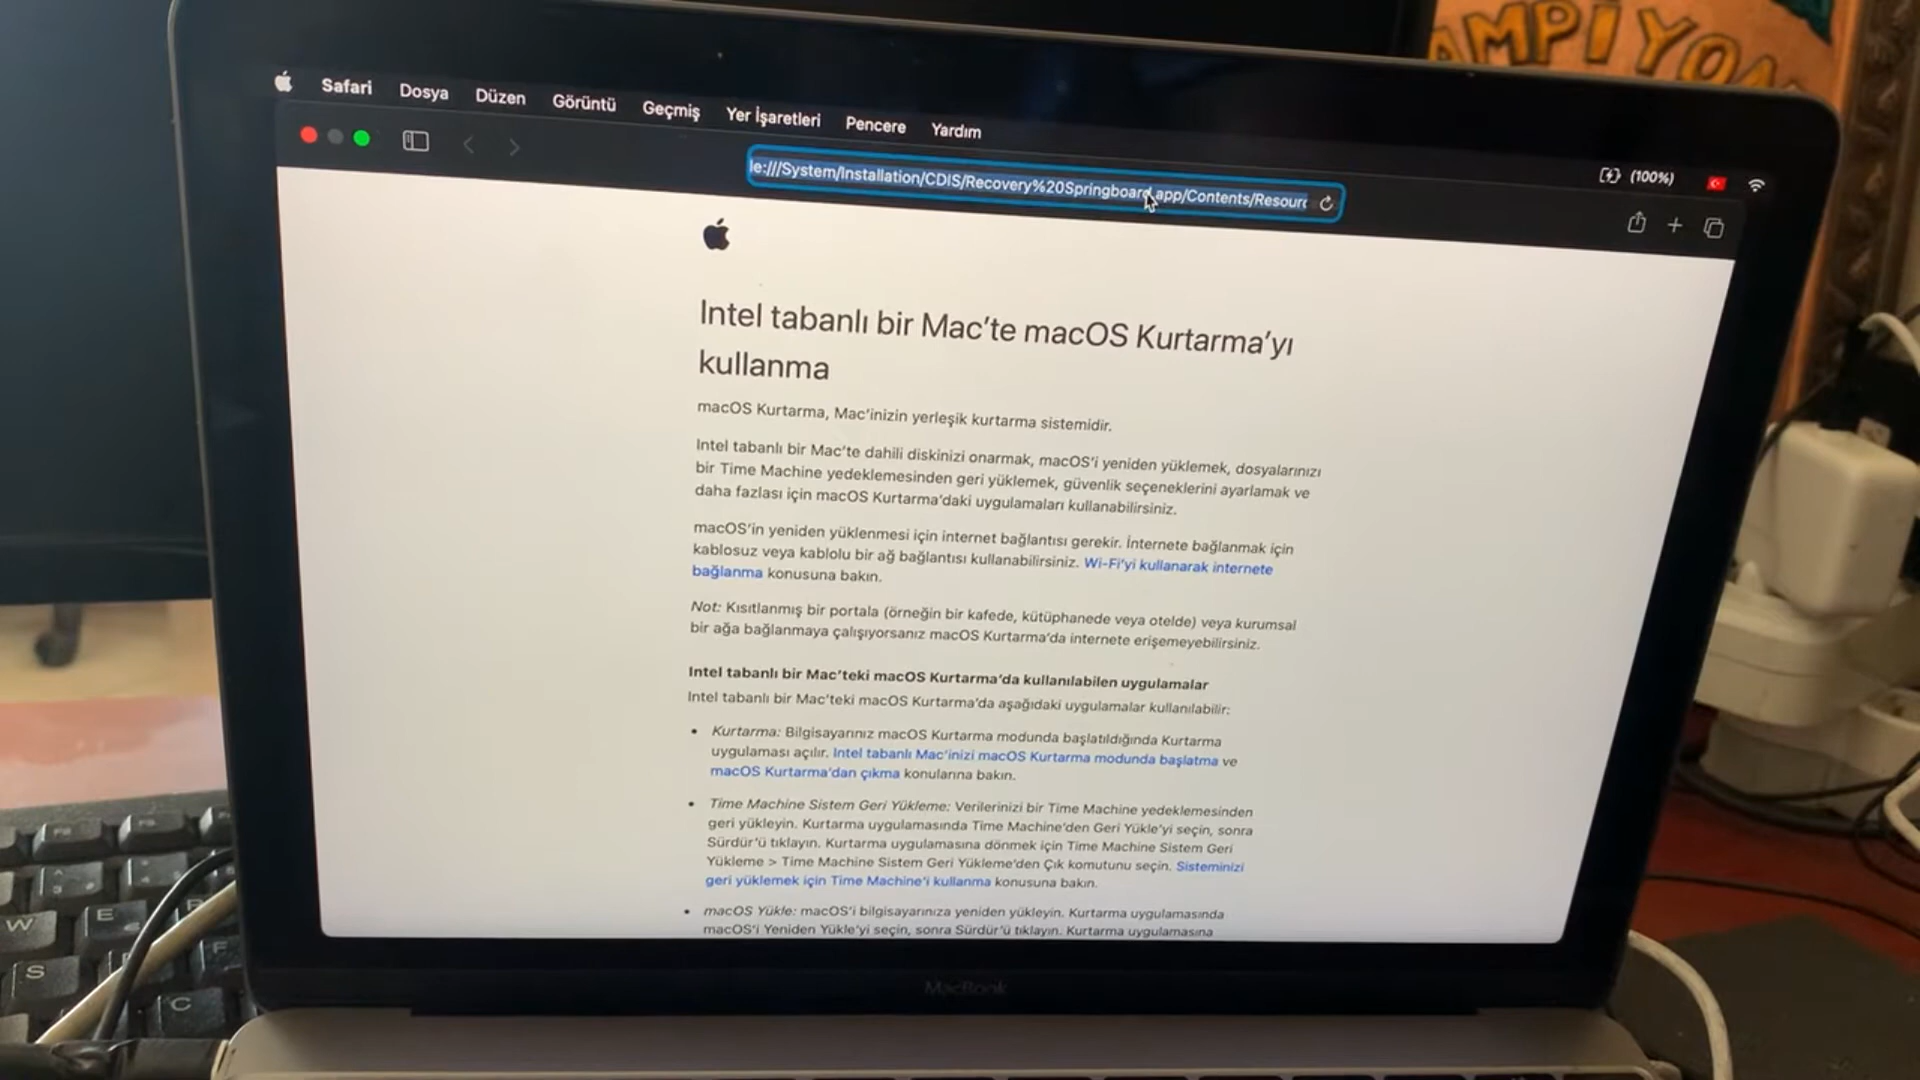 AMPİYO
Safari Dosya Düzen Görüntü Geçmiş Yer İşaretleri Pencere Yardım
(100%)
le:///System/Installation/CDIS/Recovery%20Springboard.app/Contents/Resourc
Intel tabanlı bir Mac’te macOS Kurtarma’yı
kullanma
macOS Kurtarma, Mac’inizin yerleşik kurtarma sistemidir.
Intel tabanlı bir Mac’te dahili diskinizi onarmak, macOS’i yeniden yüklemek, dosyalarınızı
bir Time Machine yedeklemesinden geri yüklemek, güvenlik seçeneklerini ayarlamak ve
daha fazlası için macOS Kurtarma’daki uygulamaları kullanabilirsiniz.
macOS’in yeniden yüklenmesi için internet bağlantısı gerekir. İnternete bağlanmak için
kablosuz veya kablolu bir ağ bağlantısı kullanabilirsiniz. Wi-Fi’yi kullanarak internete
bağlanma konusuna bakın.
Not: Kısıtlanmış bir portala (örneğin bir kafede, kütüphanede veya otelde) veya kurumsal
bir ağa bağlanmaya çalışıyorsanız macOS Kurtarma’da internete erişemeyebilirsiniz.
Intel tabanlı bir Mac’teki macOS Kurtarma’da kullanılabilen uygulamalar
Intel tabanlı bir Mac’teki macOS Kurtarma’da aşağıdaki uygulamalar kullanılabilir:
• Kurtarma: Bilgisayarınız macOS Kurtarma modunda başlatıldığında Kurtarma
uygulaması açılır. Intel tabanlı Mac’inizi macOS Kurtarma modunda başlatma ve
macOS Kurtarma’dan çıkma konularına bakın.
• Time Machine Sistem Geri Yükleme: Verilerinizi bir Time Machine yedeklemesinden
geri yükleyin. Kurtarma uygulamasında Time Machine’den Geri Yükle’yi seçin, sonra
Sürdür’ü tıklayın. Kurtarma uygulamasına dönmek için Time Machine Sistem Geri
Yükleme > Time Machine Sistem Geri Yükleme’den Çık komutunu seçin. Sisteminizi
geri yüklemek için Time Machine’i kullanma konusuna bakın.
• macOS Yükle: macOS’i bilgisayarınıza yeniden yükleyin. Kurtarma uygulamasında
macOS’i Yeniden Yükle’yi seçin, sonra Sürdür’ü tıklayın. Kurtarma uygulamasına
MacBook
W E R
S F
C